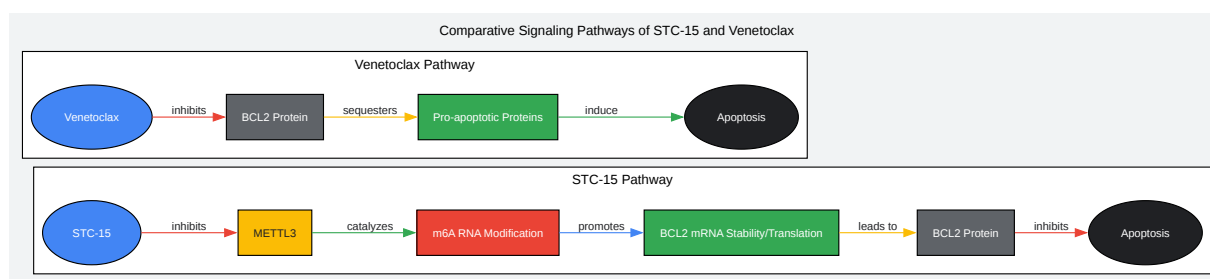 Comparative Signaling Pathways of STC-15 and Venetoclax
Venetoclax Pathway
Venetoclax
inhibits
BCL2 Protein
sequesters
Pro-apoptotic Proteins
induce
Apoptosis
STC-15 Pathway
STC-15
inhibits
METTL3
catalyzes
m6A RNA Modification
promotes
BCL2 mRNA Stability/Translation
leads to
BCL2 Protein
inhibits
Apoptosis